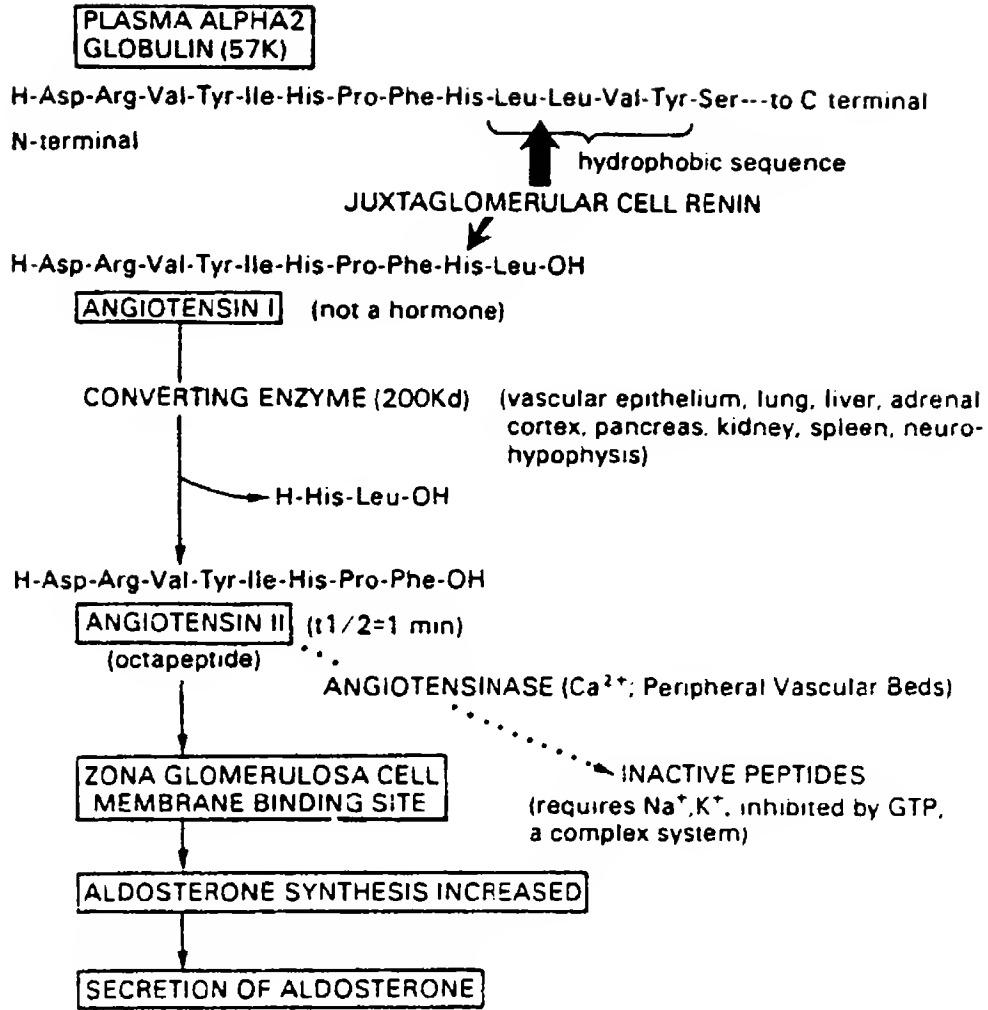 PLASMA ALPHA2
GLOBULIN (57K)
H-Asp-Arg-Val-Tyr-Ile-His-Pro-Phe-His-Leu-Leu-Val-Tyr-Ser---to C terminal
N-terminal
hydrophobic sequence
JUXTAGLOMERULAR CELL RENIN
H-Asp-Arg-Val-Tyr-Ile-His-Pro-Phe-His-Leu-OH
ANGIOTENSIN I (not a hormone)
CONVERTING ENZYME (200Kd) (vascular epithelium, lung, liver, adrenal
cortex, pancreas. kidney, spleen, neuro-
hypophysis)
H-His-Leu-OH
H-Asp-Arg-Val-Tyr-Ile-His-Pro-Phe-OH
ANGIOTENSIN II (t1/2=1 min)
(octapeptide)
ANGIOTENSINASE (Ca²⁺; Peripheral Vascular Beds)
ZONA GLOMERULOSA CELL
MEMBRANE BINDING SITE
INACTIVE PEPTIDES
(requires Na⁺,K⁺, inhibited by GTP,
a complex system)
ALDOSTERONE SYNTHESIS INCREASED
SECRETION OF ALDOSTERONE